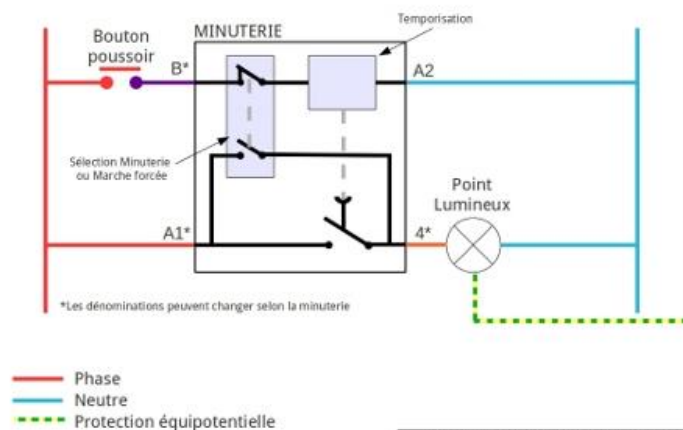 MINUTERIE
Temporisation
Bouton
poussoir
B*
A2
Sélection Minuterie
ou Marche forcée
Point
Lumineux
A1*
4*
*Les dénominations peuvent changer selon la minuterie
Phase
Neutre
Protection équipotentielle